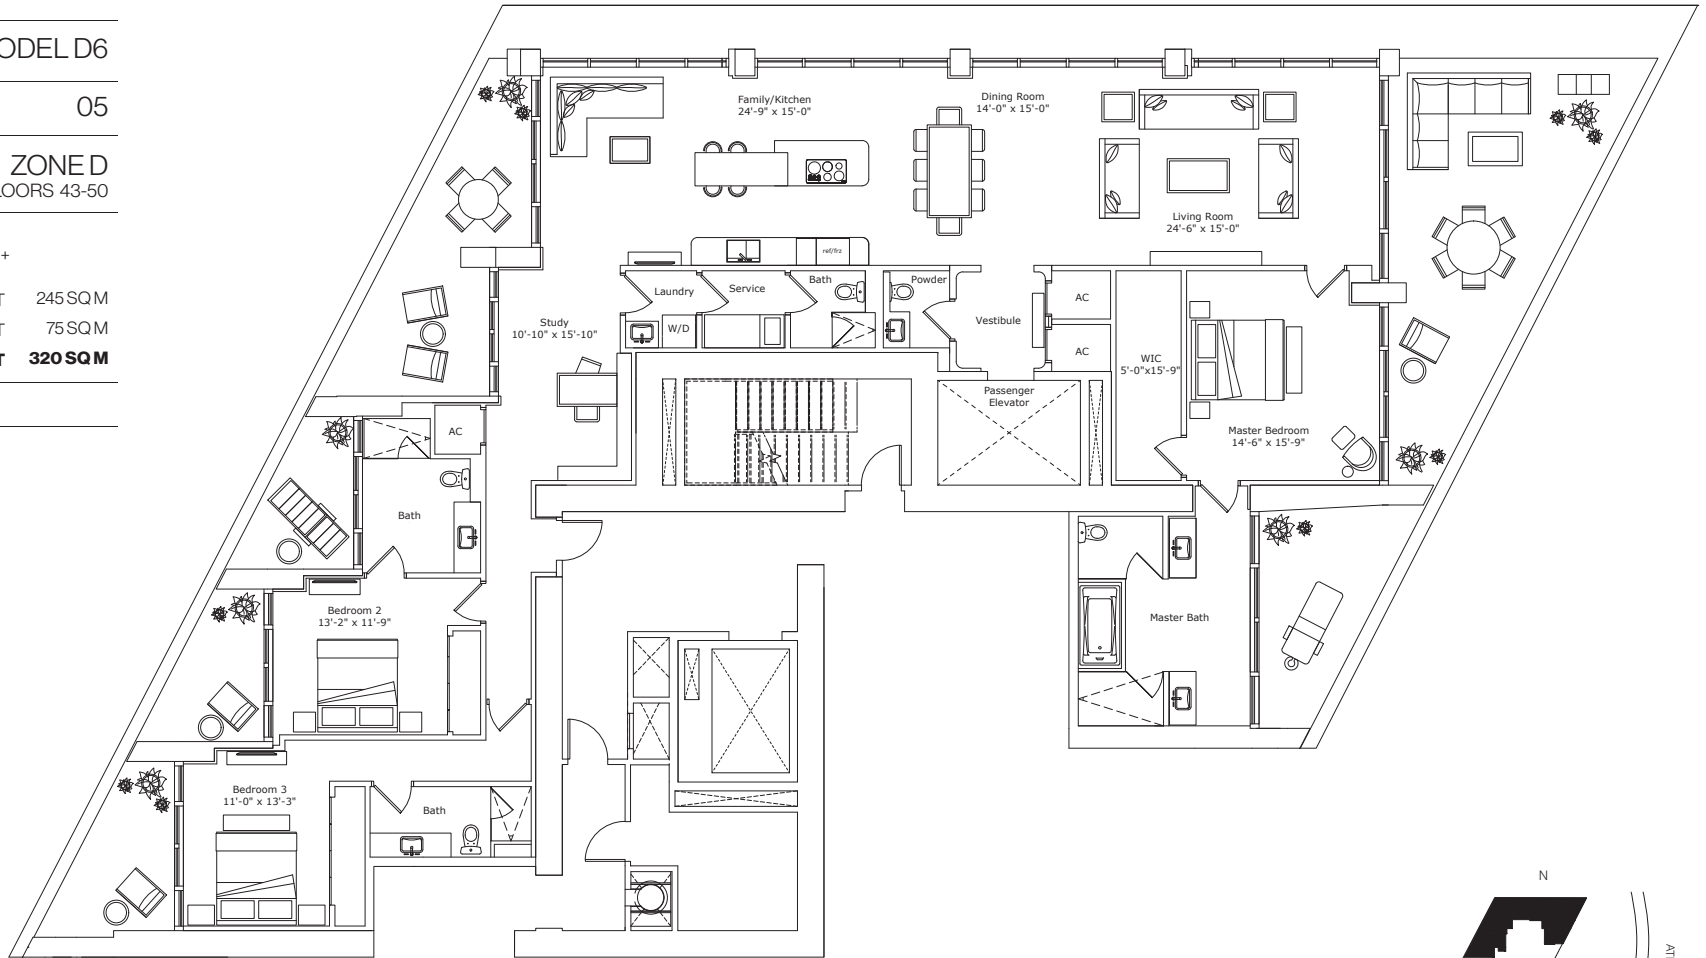 ODEL D6
05
ZONE D
LOORS 43-50
+
T 245 SQ M
T 75 SQ M
T 320 SQ M
Family/Kitchen
24'-9" x 15'-0"
Dining Room
14'-0" x 15'-0"
Living Room
24'-6" x 15'-0"
ref/frz
Laundry
Service
Bath
Powder
W/D
Vestibule
AC
AC
Study
10'-10" x 15'-10"
WIC
5'-0"x15'-9"
Passenger
Elevator
Master Bedroom
14'-6" x 15'-9"
AC
Bath
Bedroom 2
13'-2" x 11'-9"
Master Bath
Bedroom 3
11'-0" x 13'-3"
Bath
N
AT